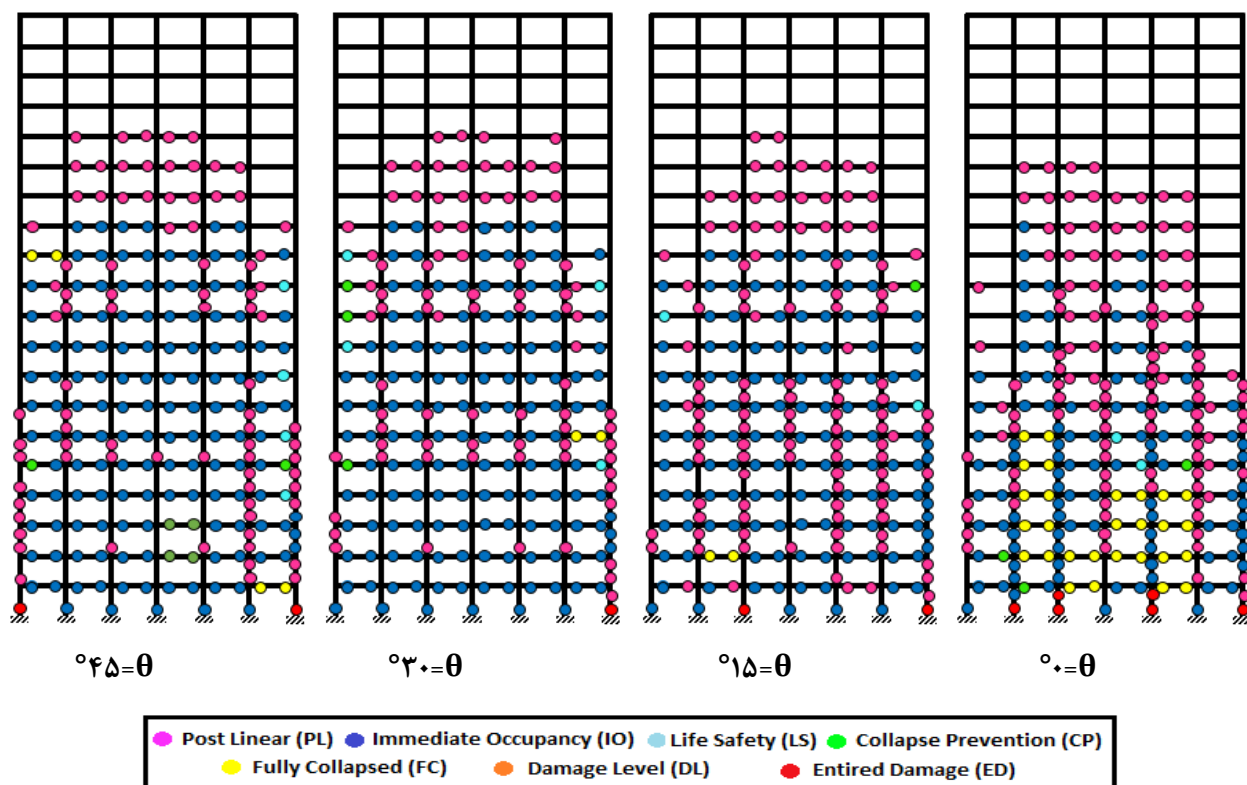 °۴۵=θ
°۳۰=θ
°۱۵=θ
°۰=θ
Post Linear (PL) Immediate Occupancy (IO) Life Safety (LS) Collapse Prevention (CP)
Fully Collapsed (FC) Damage Level (DL) Entired Damage (ED)